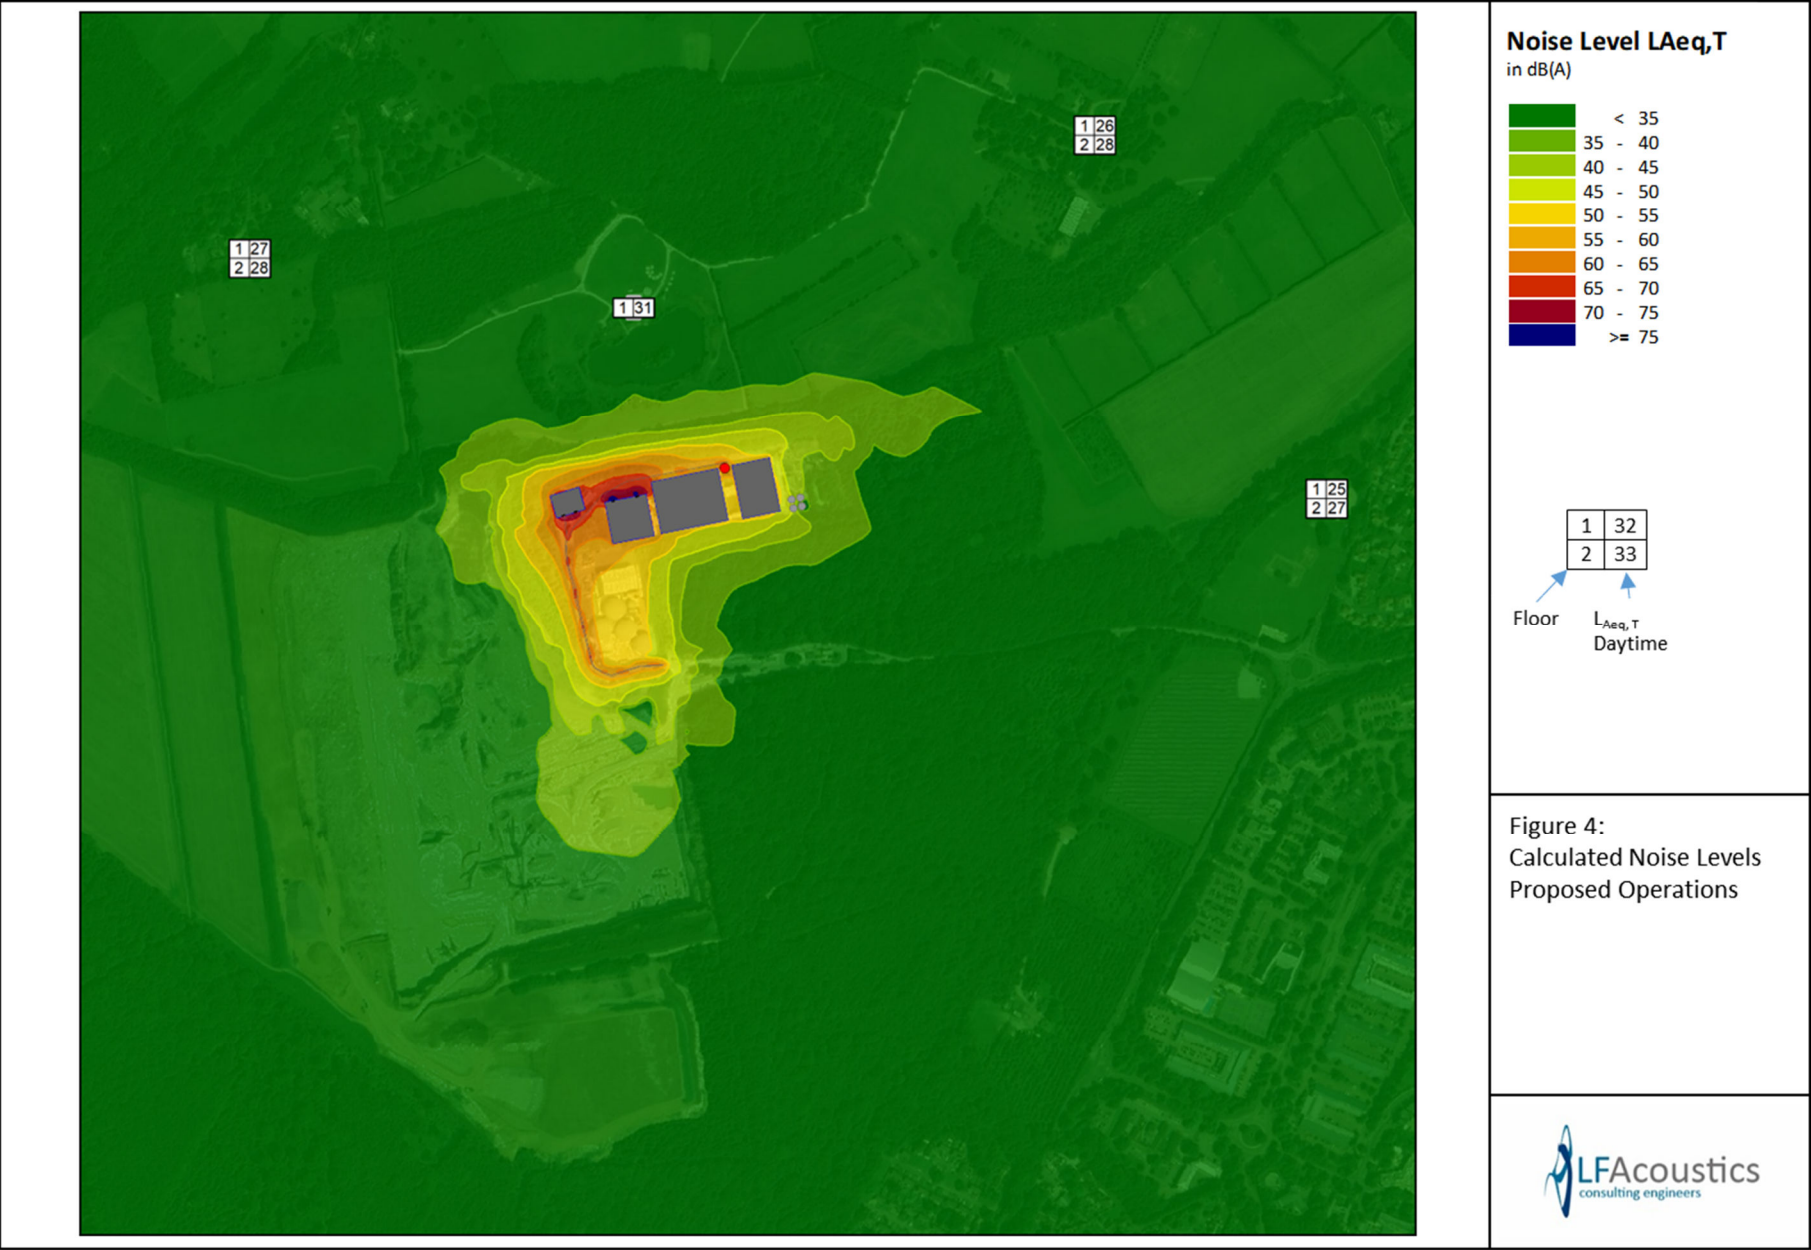 1 26
2 28
1 27
2 28
1 31
1 25
2 27
Noise Level LAeq,T
in dB(A)
< 35
35 - 40
40 - 45
45 - 50
50 - 55
55 - 60
60 - 65
65 - 70
70 - 75
>= 75
1 32
2 33
Floor
LAeq, T
Daytime
Figure 4:
Calculated Noise Levels
Proposed Operations
LFAcoustics
consulting engineers